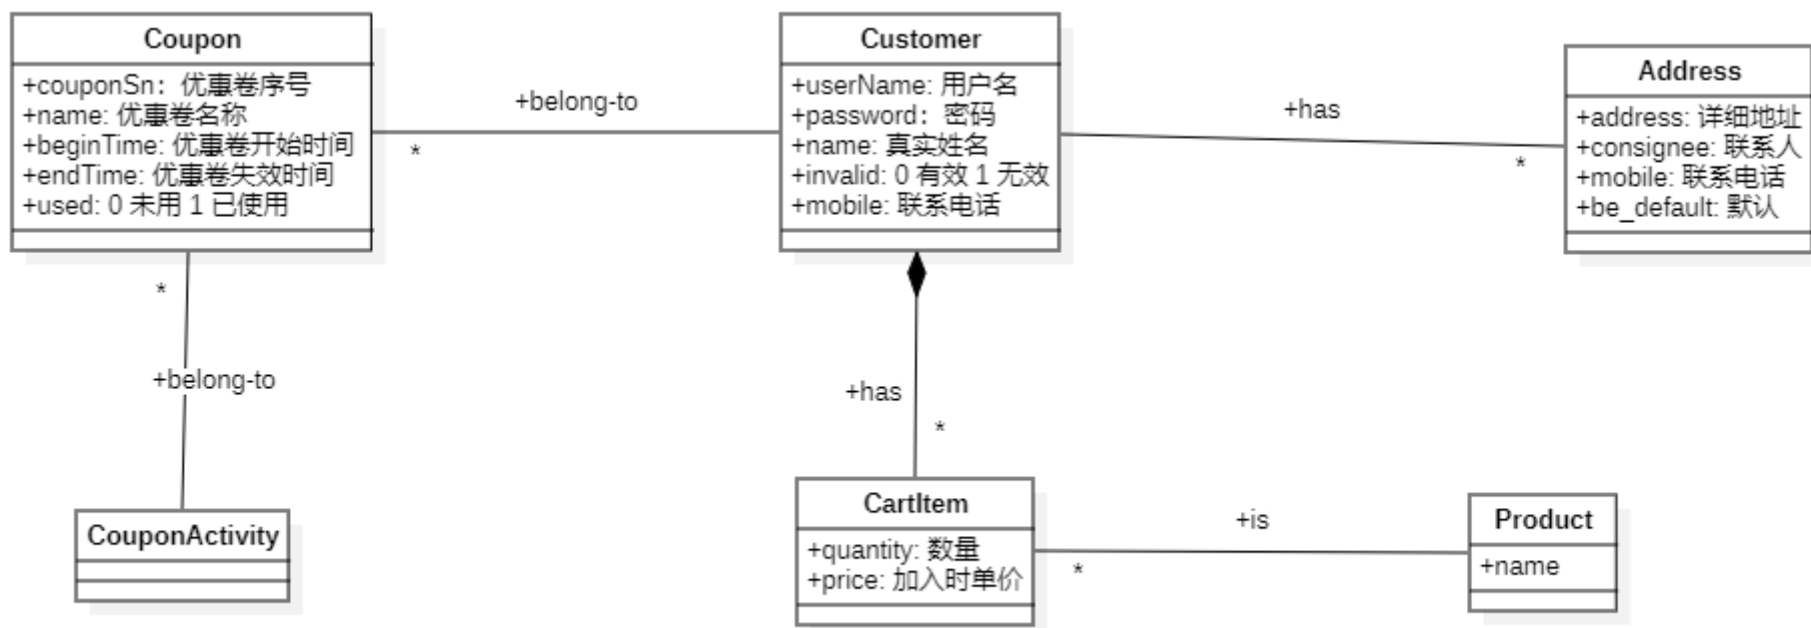 Coupon
+couponSn：优惠卷序号
+name: 优惠卷名称
+beginTime: 优惠卷开始时间
+endTime: 优惠卷失效时间
+used: 0 未用 1 已使用
+belong-to
*
Customer
+userName: 用户名
+password：密码
+name: 真实姓名
+invalid: 0 有效 1 无效
+mobile: 联系电话
+has
*
Address
+address: 详细地址
+consignee: 联系人
+mobile: 联系电话
+be_default: 默认
*
+belong-to
CouponActivity
+has
*
CartItem
+quantity: 数量
+price: 加入时单价
+is
*
Product
+name